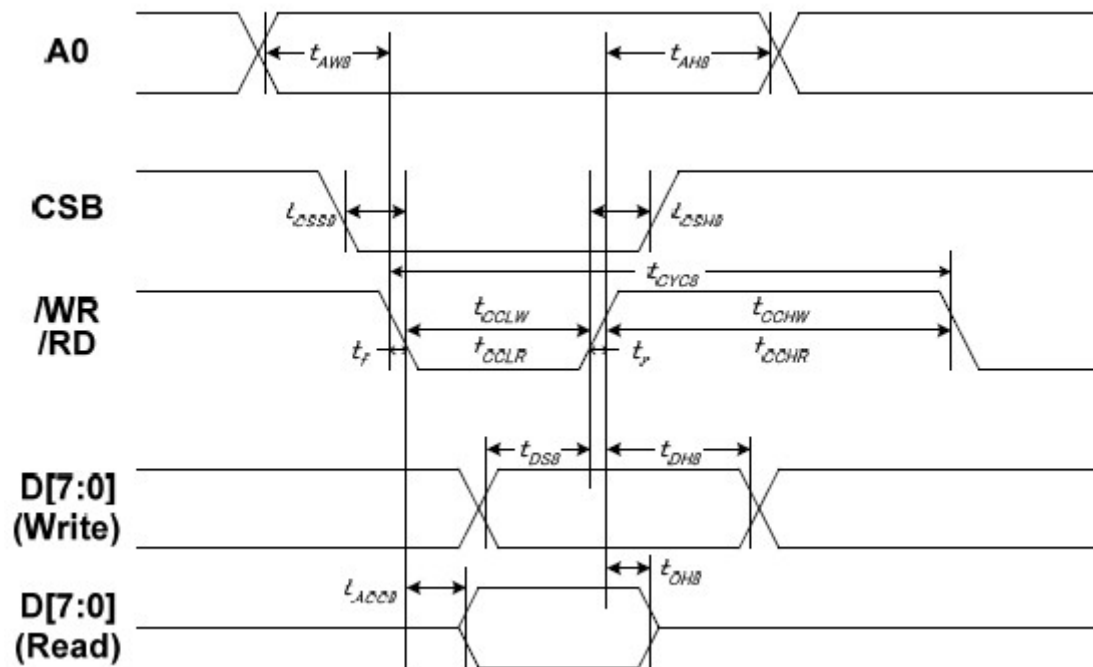 A0
tAW8
tAH8
CSB
tCSS8
tCSH8
tCYC8
/WR
/RD
tCCLW
tCCHW
tF
tCCLR
tr
tCCHR
tDS8
tDH8
D[7:0]
(Write)
tACC8
tOH8
D[7:0]
(Read)